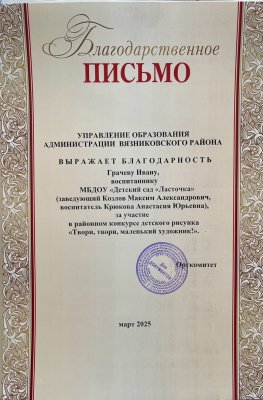 Благодарственное
ПИСЬМО
УПРАВЛЕНИЕ ОБРАЗОВАНИЯ
АДМИНИСТРАЦИИ ВЯЗНИКОВСКОГО РАЙОНА
ВЫРАЖАЕТ БЛАГОДАРНОСТЬ
Грачеву Ивану,
воспитаннику
МБДОУ «Детский сад «Ласточка»
(заведующий Козлов Максим Александрович,
воспитатель Крюкова Анастасия Юрьевна),
за участие
в районном конкурсе детского рисунка
«Твори, твори, маленький художник!».
Оргкомитет
март 2025